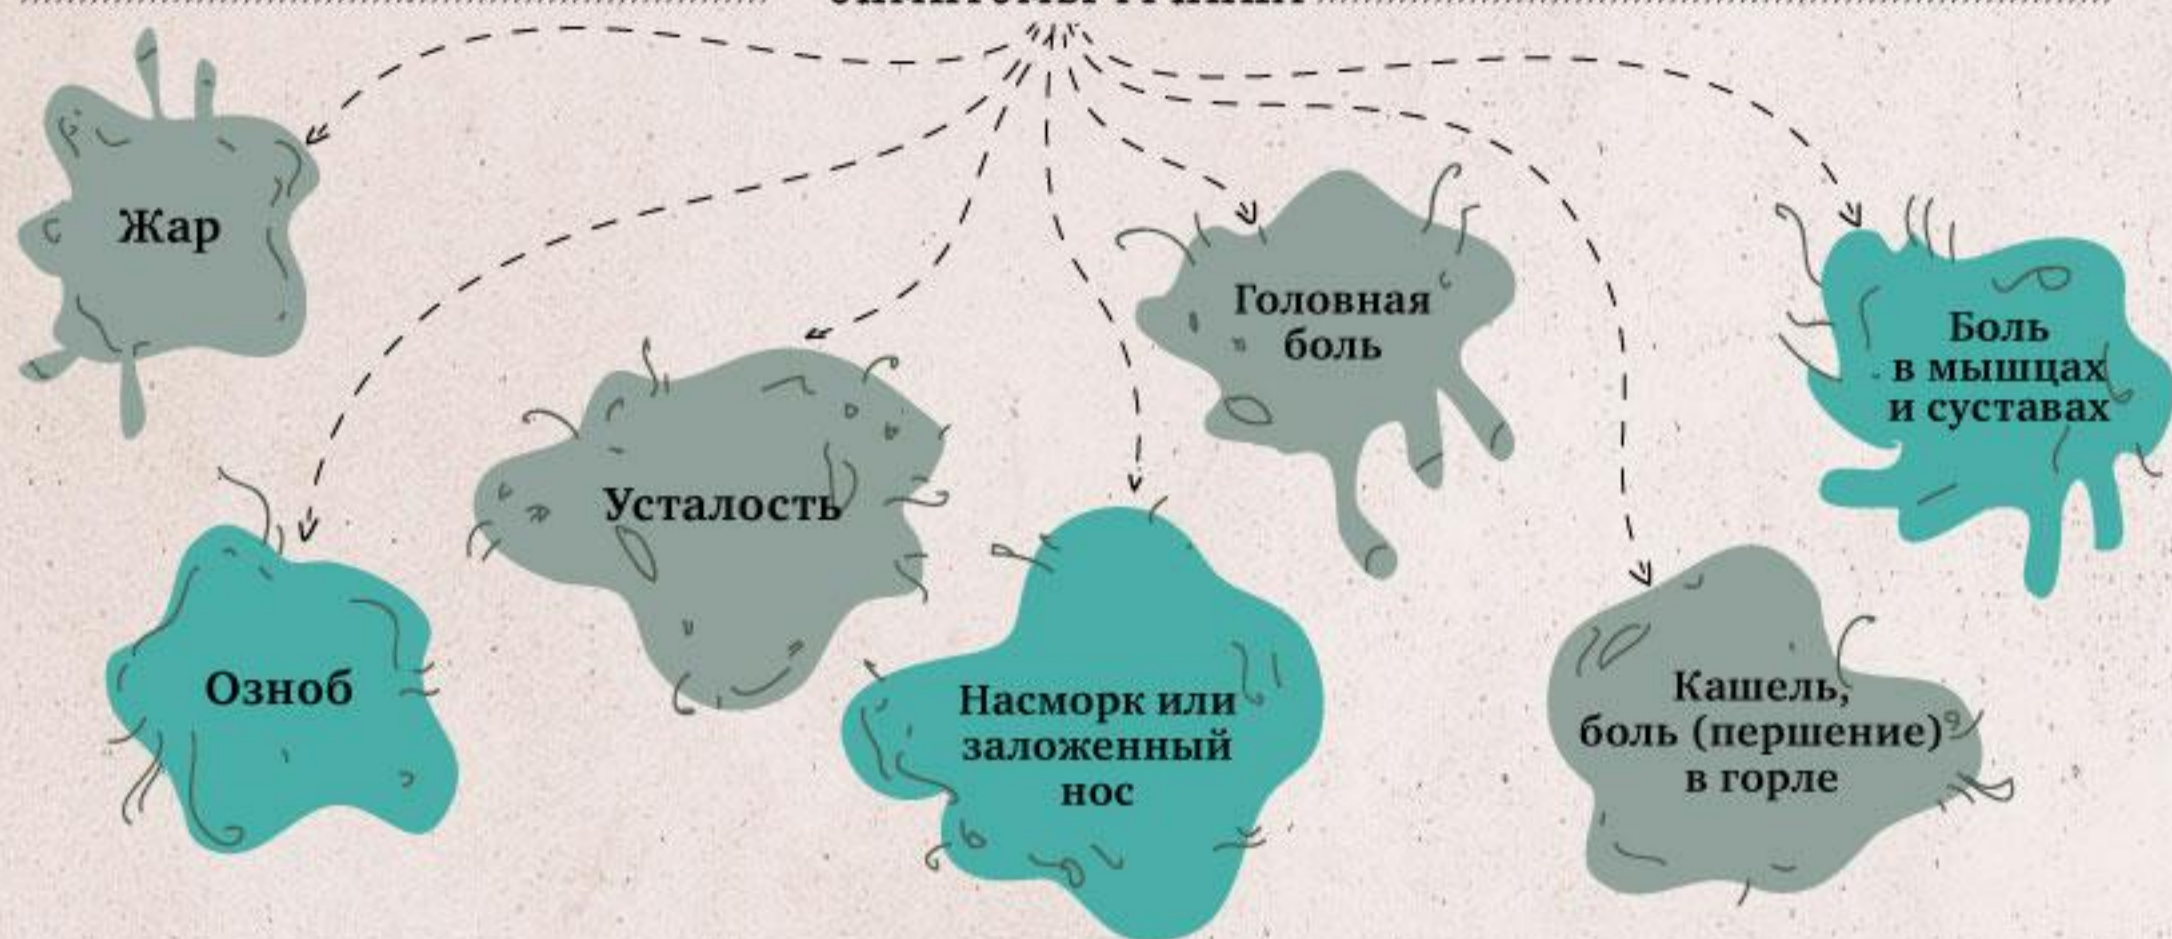 Жар
Головная
боль
Боль
в мышцах
и суставах
Усталость
Озноб
Насморк или
заложенный
нос
Кашель,
боль (першение)
в горле